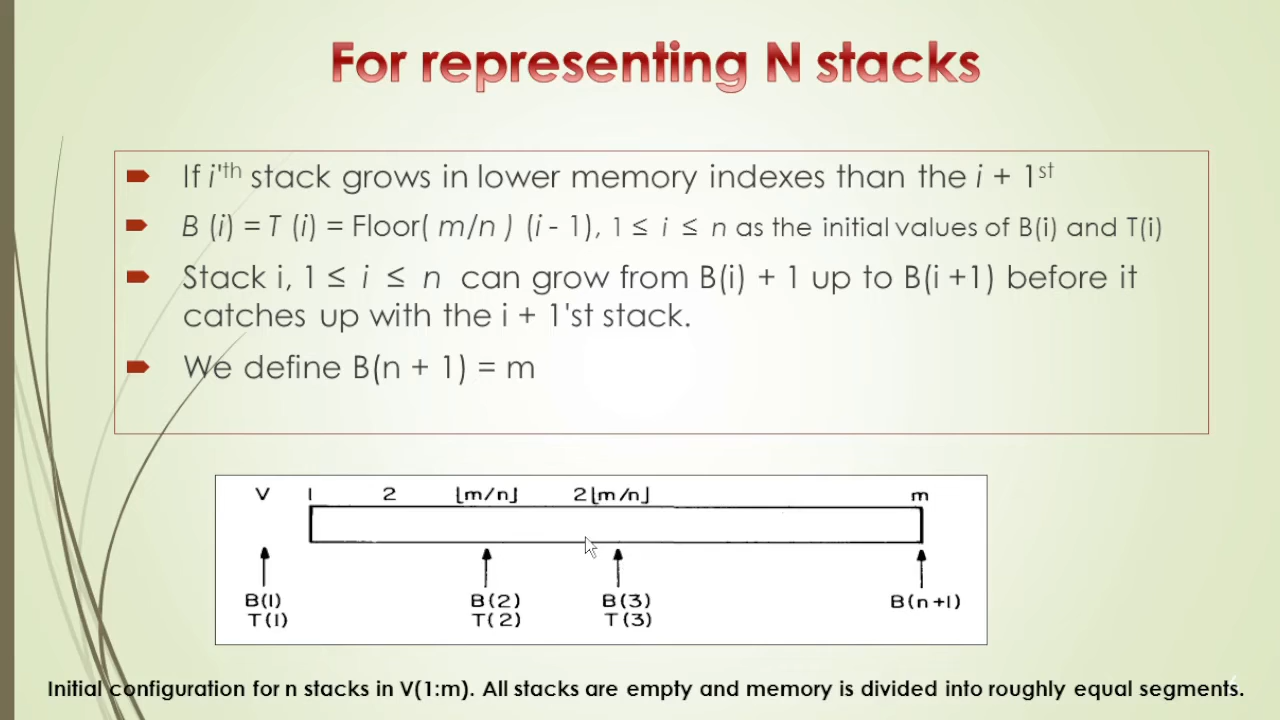 For representing N stacks
If i'th stack grows in lower memory indexes than the i + 1st
B (i) = T (i) = Floor( m/n ) (i - 1), 1 ≤ i ≤ n as the initial values of B(i) and T(i)
Stack i, 1 ≤ i ≤ n can grow from B(i) + 1 up to B(i +1) before it
catches up with the i + 1'st stack.
We define B(n + 1) = m
V 1 2 ⌊m/n⌋ 2⌊m/n⌋ m
B(1) B(2) B(3) B(n+1)
T(1) T(2) T(3)
Initial configuration for n stacks in V(1:m). All stacks are empty and memory is divided into roughly equal segments.